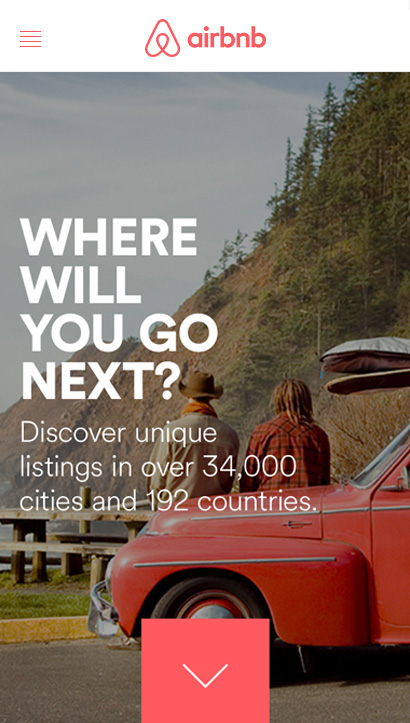 airbnb
WHERE
WILL
YOU GO
NEXT?
Discover unique
listings in over 34,000
cities and 192 countries.